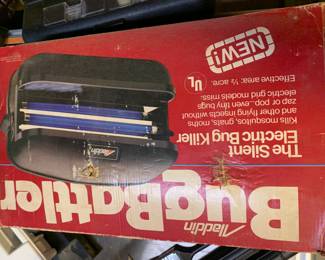 Aladdin
BugBattler
The Silent
Electric Bug Killer
Kills mosquitos, gnats, moths,
and other flying insects without
zap or pop...even tiny bugs
electric grid models miss.
Effective area: ½ acre.
UL
NEW!
Aladdin